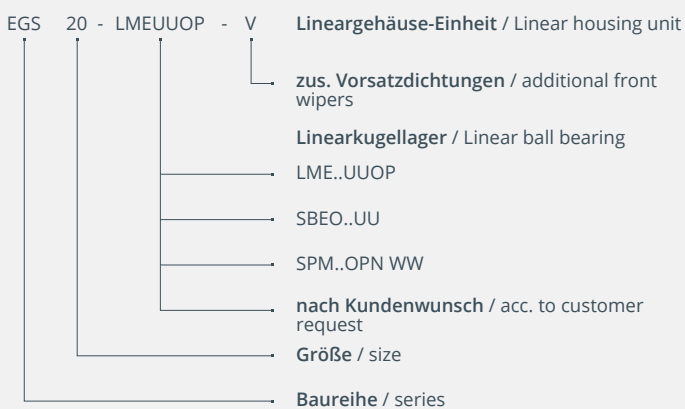 EGS 20 - LMEUUOP - V Lineargehäuse-Einheit / Linear housing unit
zus. Vorsatzdichtungen / additional front
wipers
Linearkugellager / Linear ball bearing
LME..UUOP
SBEO..UU
SPM..OPN WW
nach Kundenwunsch / acc. to customer
request
Größe / size
Baureihe / series